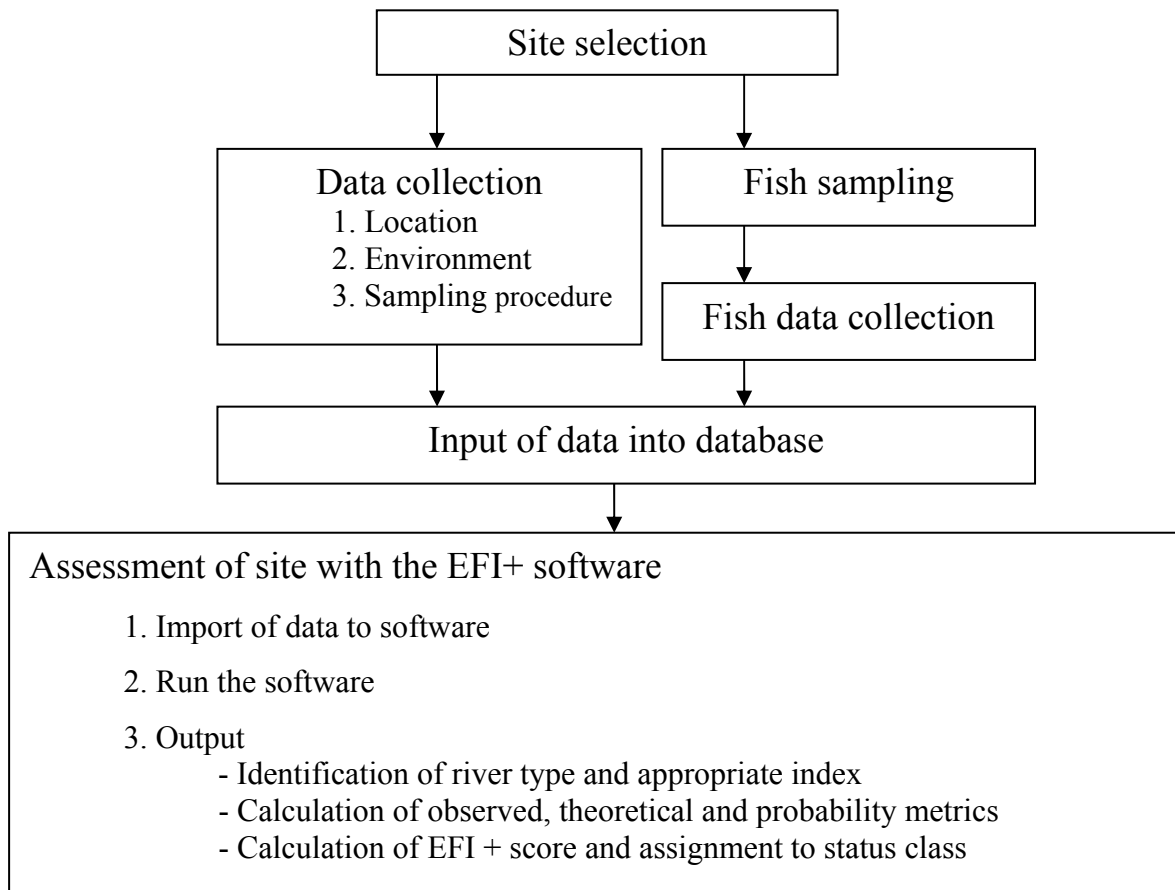 Site selection
Data collection
1. Location
2. Environment
3. Sampling procedure
Fish sampling
Fish data collection
Input of data into database
Assessment of site with the EFI+ software
1. Import of data to software
2. Run the software
3. Output
- Identification of river type and appropriate index
- Calculation of observed, theoretical and probability metrics
- Calculation of EFI + score and assignment to status class